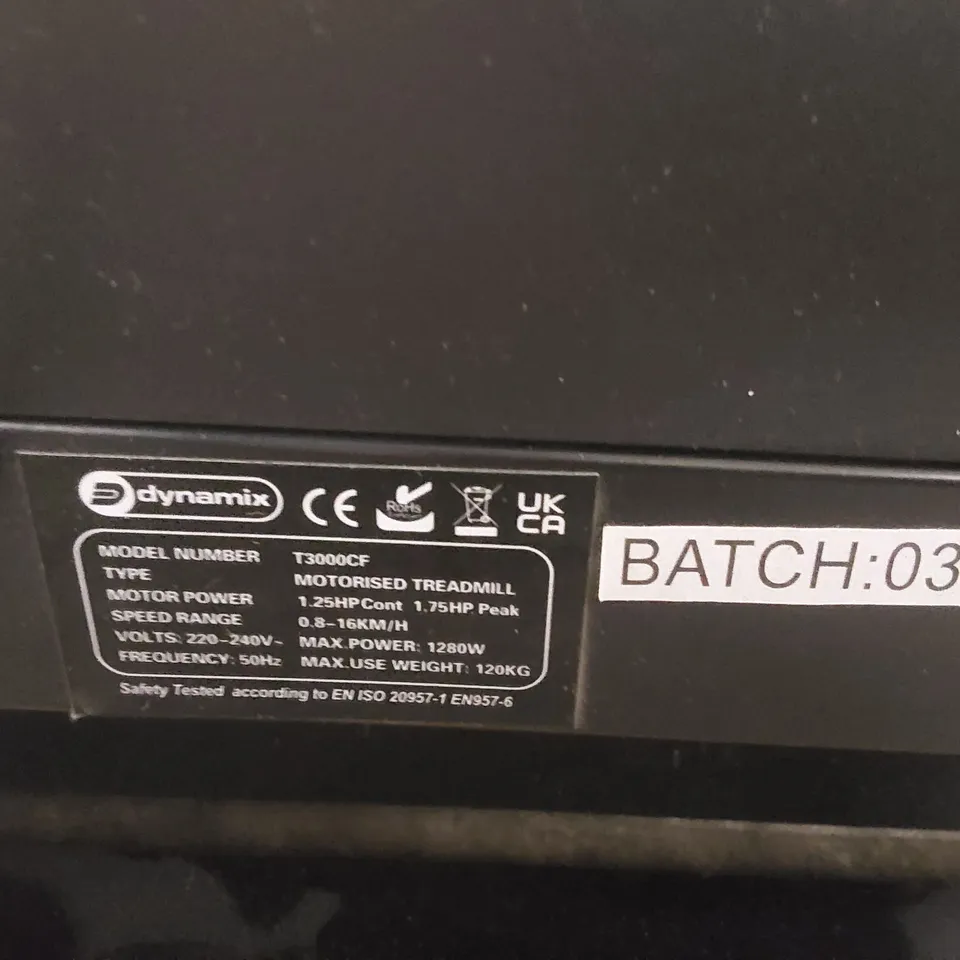 dynamix CE RoHS UK CA
MODEL NUMBER T3000CF
TYPE MOTORISED TREADMILL
MOTOR POWER 1.25HPCont 1.75HP Peak
SPEED RANGE 0.8-16KM/H
VOLTS: 220-240V~ MAX.POWER: 1280W
FREQUENCY: 50Hz MAX.USE WEIGHT: 120KG
Safety Tested according to EN ISO 20957-1 EN957-6
BATCH:03